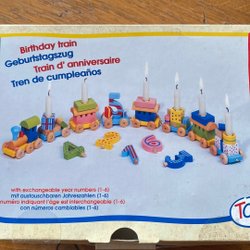 Birthday train
Geburtstagszug
Train d' anniversaire
Tren de cumpleaños
with exchangeable year numbers (1-6)
mit austauschbaren Jahreszahlen (1-6)
numéro indiquant l'âge est interchangeable (1-6)
con números cambiables (1-6)